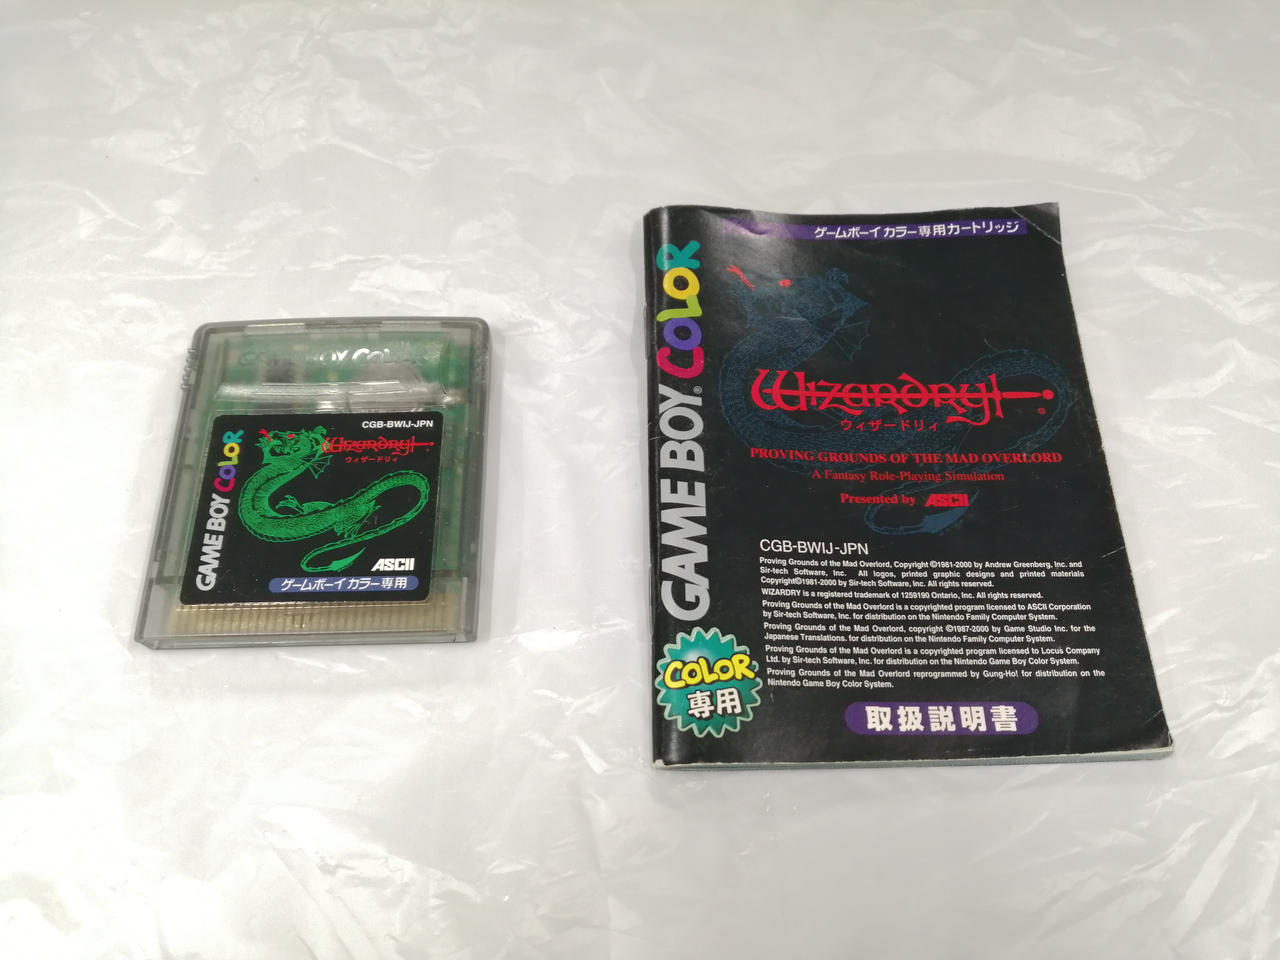 GAME BOY COLOR
CGB-BWIJ-JPN
Wizardry
ウィザードリィ
GAME BOY COLOR
ASCII
ゲームボーイ カラー専用
ゲームボーイ カラー専用カートリッジ
GAME BOY® COLOR
Wizardry®
ウィザードリィ
PROVING GROUNDS OF THE MAD OVERLORD
A Fantasy Role-Playing Simulation
Presented by ASCII
CGB-BWIJ-JPN
Proving Grounds of the Mad Overlord, Copyright ©1981-2000 by Andrew Greenberg, Inc. and
Sir-tech Software, Inc. All logos, printed graphic designs and printed materials
Copyright©1981-2000 by Sir-tech Software, Inc. All rights reserved.
WIZARDRY is a registered trademark of 1259190 Ontario, Inc. All rights reserved.
Proving Grounds of the Mad Overlord is a copyrighted program licensed to ASCII Corporation
by Sir-tech Software, Inc. for distribution on the Nintendo Family Computer System.
Proving Grounds of the Mad Overlord, copyright ©1987-2000 by Game Studio Inc. for the
Japanese Translations. for distribution on the Nintendo Family Computer System.
Proving Grounds of the Mad Overlord is a copyrighted program licensed to Locus Company
Ltd. by Sir-tech Software, Inc. for distribution on the Nintendo Game Boy Color System.
Proving Grounds of the Mad Overlord reprogrammed by Gung-Ho! for distribution on the
Nintendo Game Boy Color System.
COLOR
専用
取扱説明書